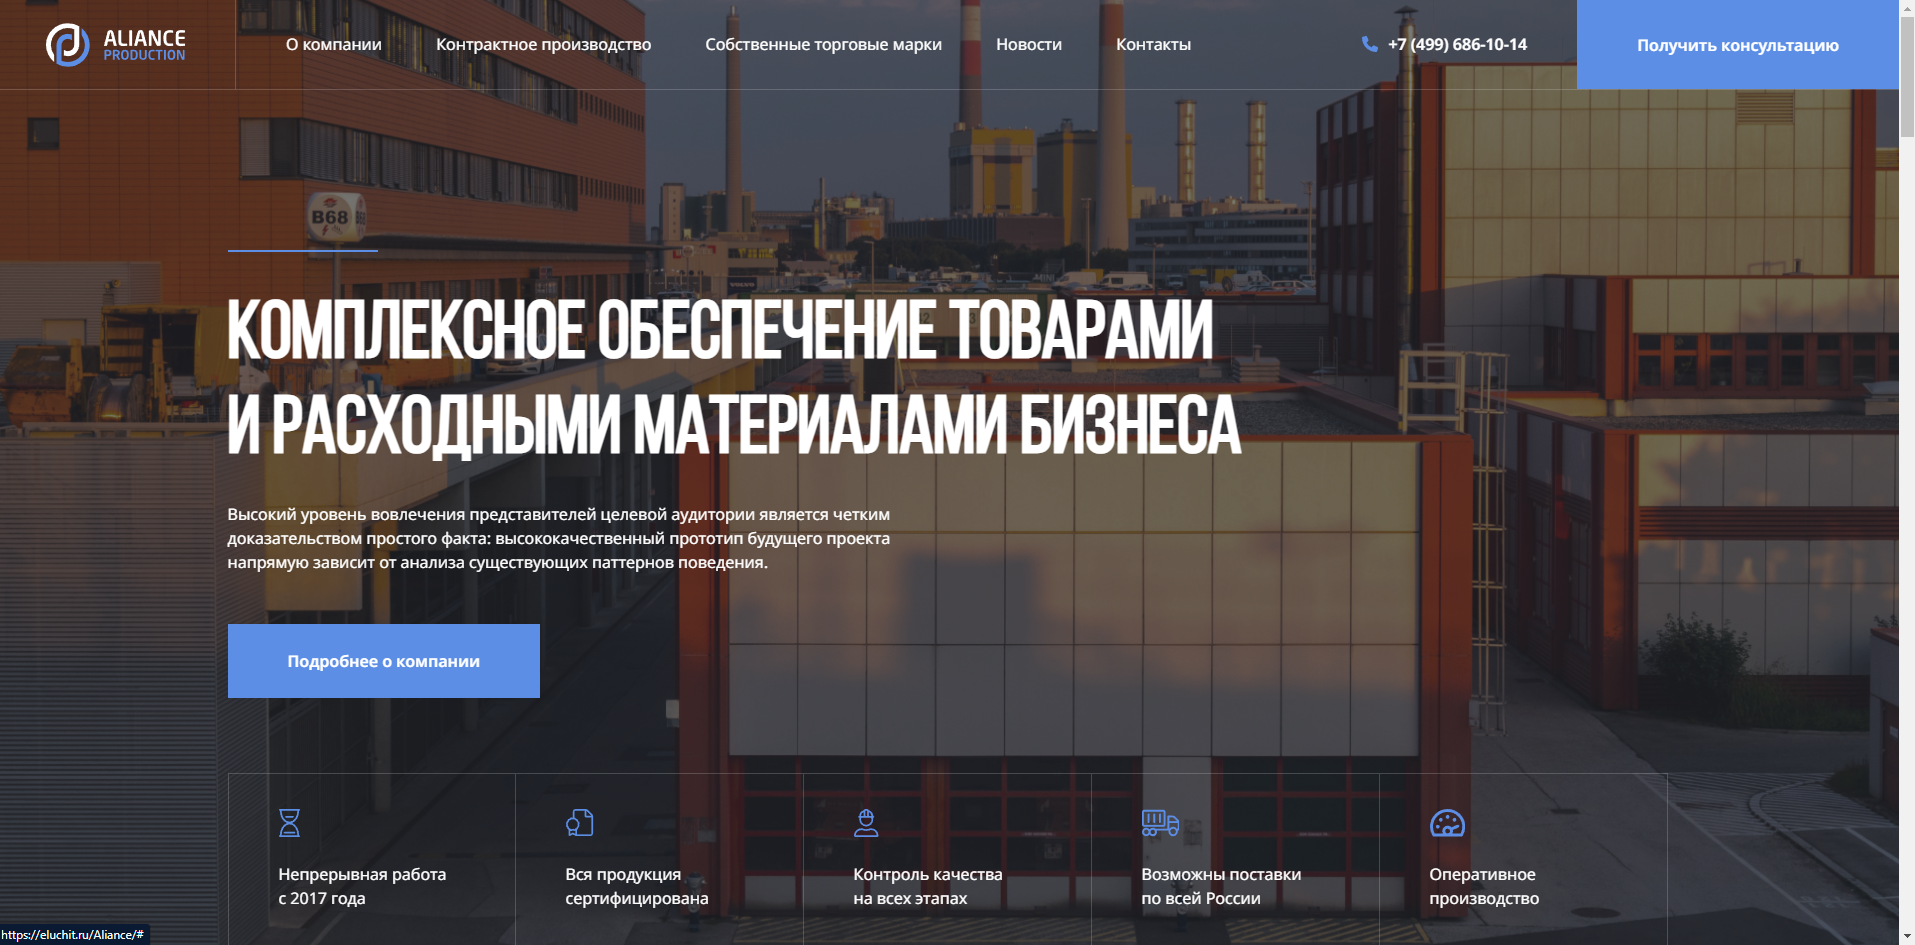 ALIANCE
PRODUCTION
О компании
Контрактное производство
Собственные торговые марки
Новости
Контакты
+7 (499) 686-10-14
Получить консультацию
B68
КОМПЛЕКСНОЕ ОБЕСПЕЧЕНИЕ ТОВАРАМИ
И РАСХОДНЫМИ МАТЕРИАЛАМИ БИЗНЕСА
Высокий уровень вовлечения представителей целевой аудитории является четким
доказательством простого факта: высококачественный прототип будущего проекта
напрямую зависит от анализа существующих паттернов поведения.
Подробнее о компании
Непрерывная работа
с 2017 года
Вся продукция
сертифицирована
Контроль качества
на всех этапах
Возможны поставки
по всей России
Оперативное
производство
https://eluchit.ru/Aliance/#